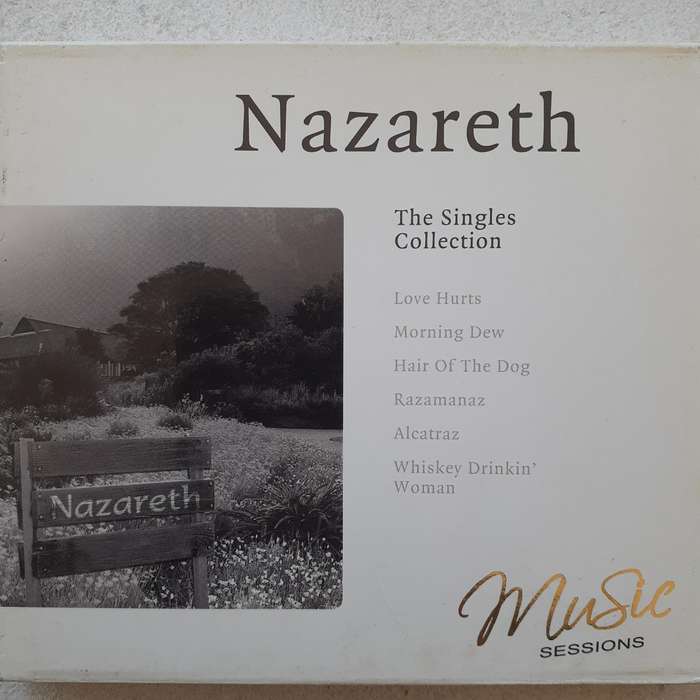 Nazareth
The Singles
Collection
Love Hurts
Morning Dew
Hair Of The Dog
Razamanaz
Alcatraz
Whiskey Drinkin'
Woman
Nazareth
Music
SESSIONS